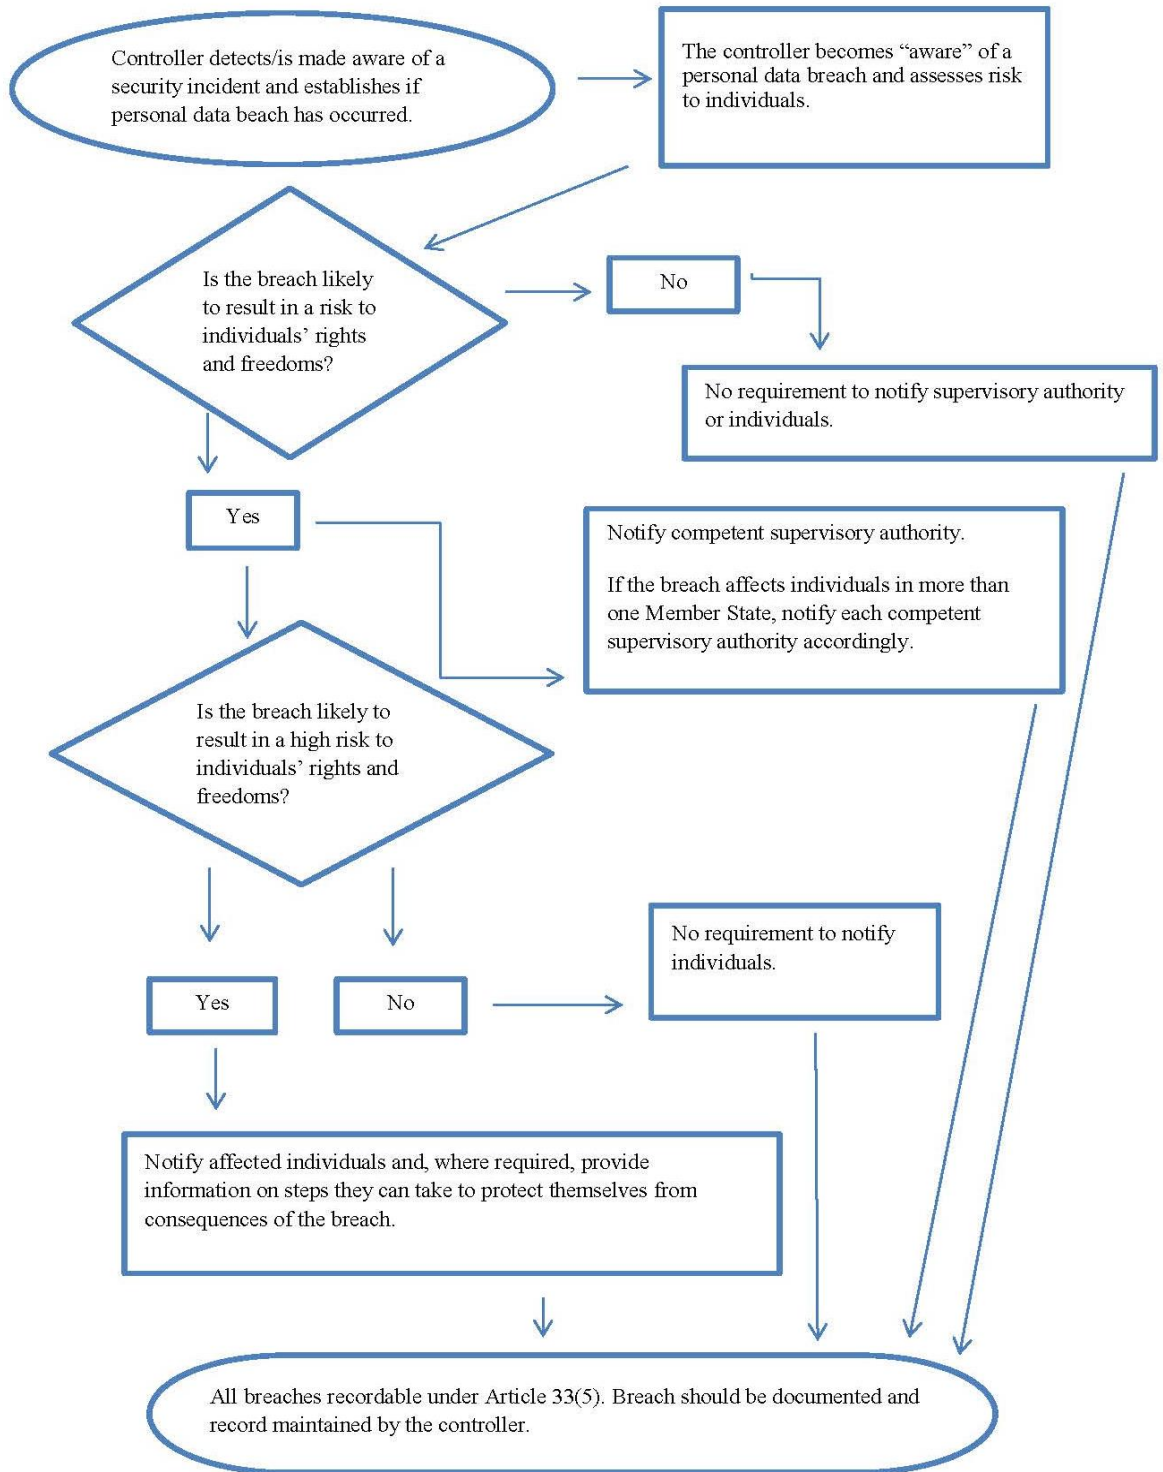 Controller detects/is made aware of a
security incident and establishes if
personal data beach has occurred.
The controller becomes “aware” of a
personal data breach and assesses risk
to individuals.
Is the breach likely
to result in a risk to
individuals’ rights
and freedoms?
No
No requirement to notify supervisory authority
or individuals.
Yes
Notify competent supervisory authority.
If the breach affects individuals in more than
one Member State, notify each competent
supervisory authority accordingly.
Is the breach likely to
result in a high risk to
individuals’ rights and
freedoms?
Yes
No
No requirement to notify
individuals.
Notify affected individuals and, where required, provide
information on steps they can take to protect themselves from
consequences of the breach.
All breaches recordable under Article 33(5). Breach should be documented and
record maintained by the controller.